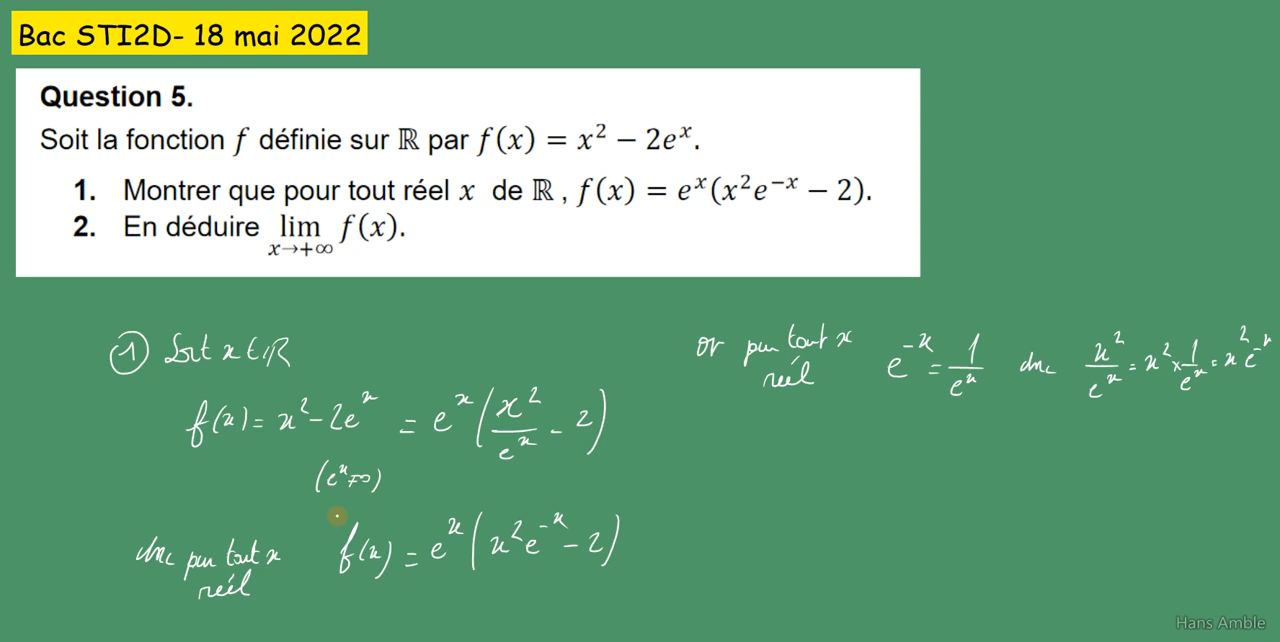 Bac STI2D- 18 mai 2022
Question 5.
Soit la fonction f définie sur ℝ par f(x) = x² − 2eˣ.
1. Montrer que pour tout réel x de ℝ , f(x) = eˣ(x²e⁻ˣ − 2).
2. En déduire lim f(x).
x→+∞
① Soit x ∈ ℝ
f(x) = x² − 2eˣ = eˣ(x²/eˣ − 2)
(eˣ ≠ 0)
donc pour tout x réel f(x) = eˣ(x²e⁻ˣ − 2)
or pour tout x réel e⁻ˣ = 1/eˣ donc x²/eˣ = x² × 1/eˣ = x²e⁻ˣ
Hans Amble